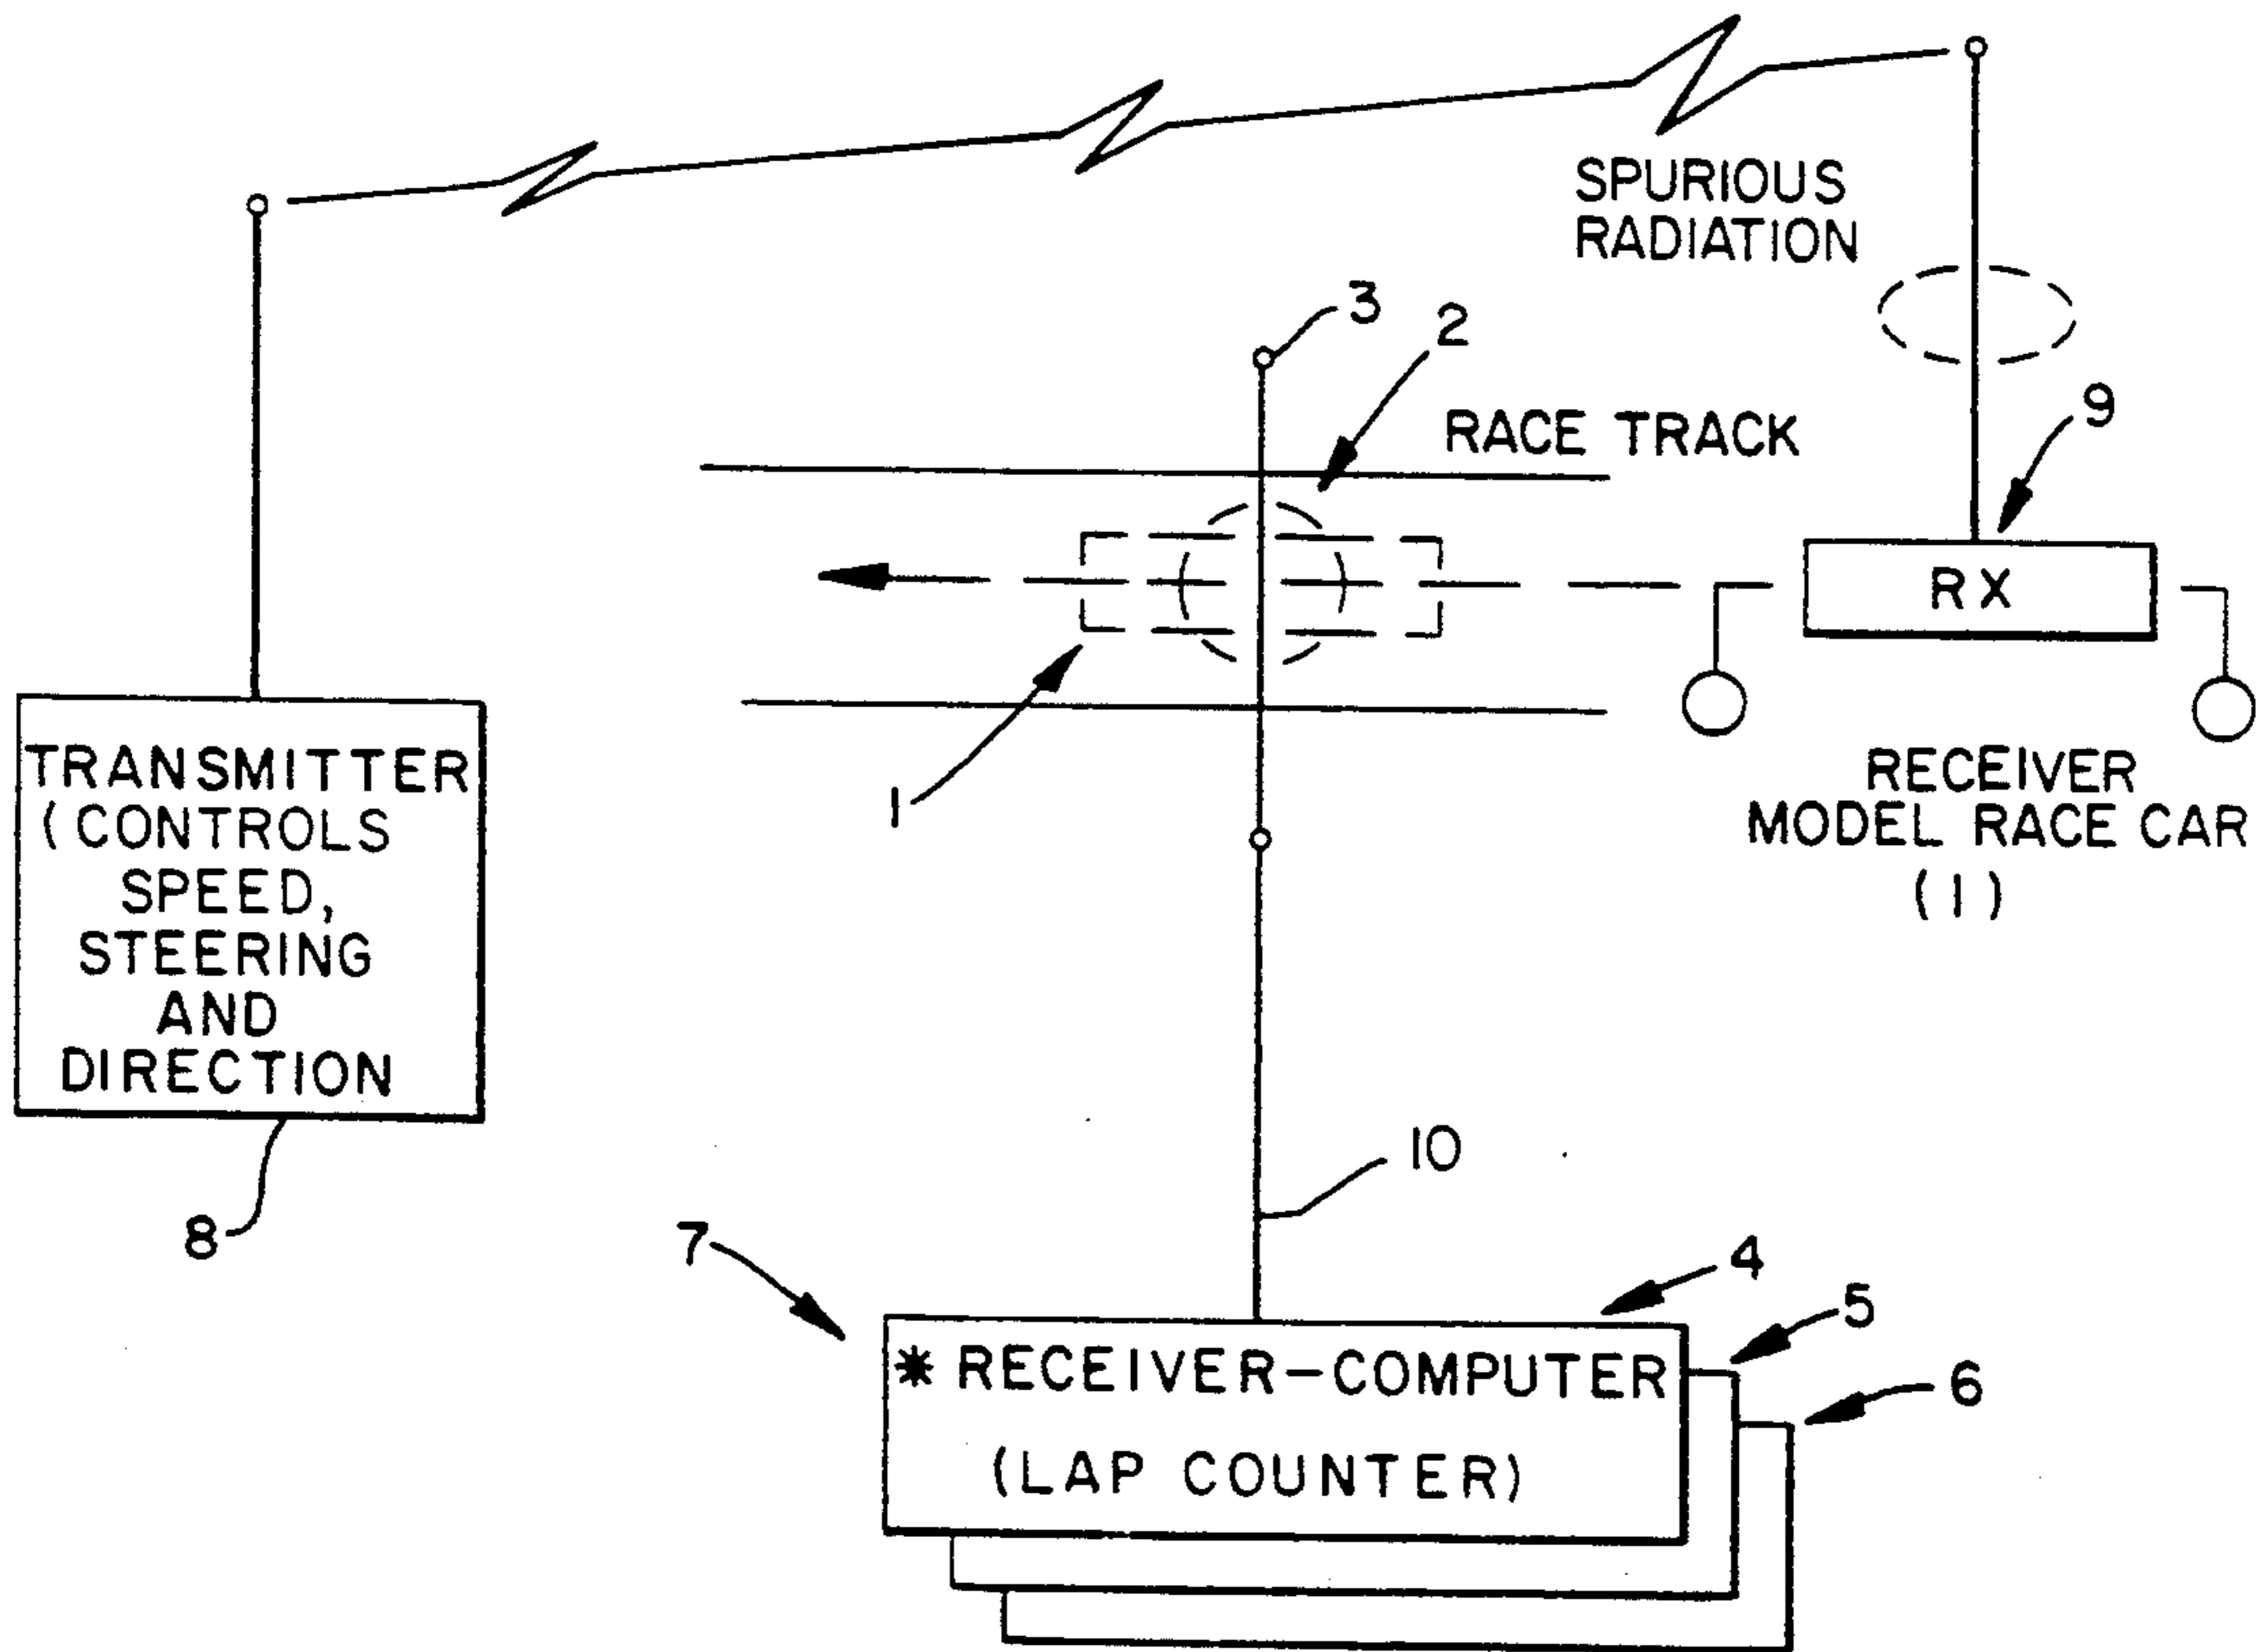 SPURIOUS
RADIATION
3
2
RACE TRACK
9
RX
1
RECEIVER
MODEL RACE CAR
(1)
TRANSMITTER
(CONTROLS
SPEED,
STEERING
AND
DIRECTION
8
10
7
4
5
6
* RECEIVER-COMPUTER
(LAP COUNTER)